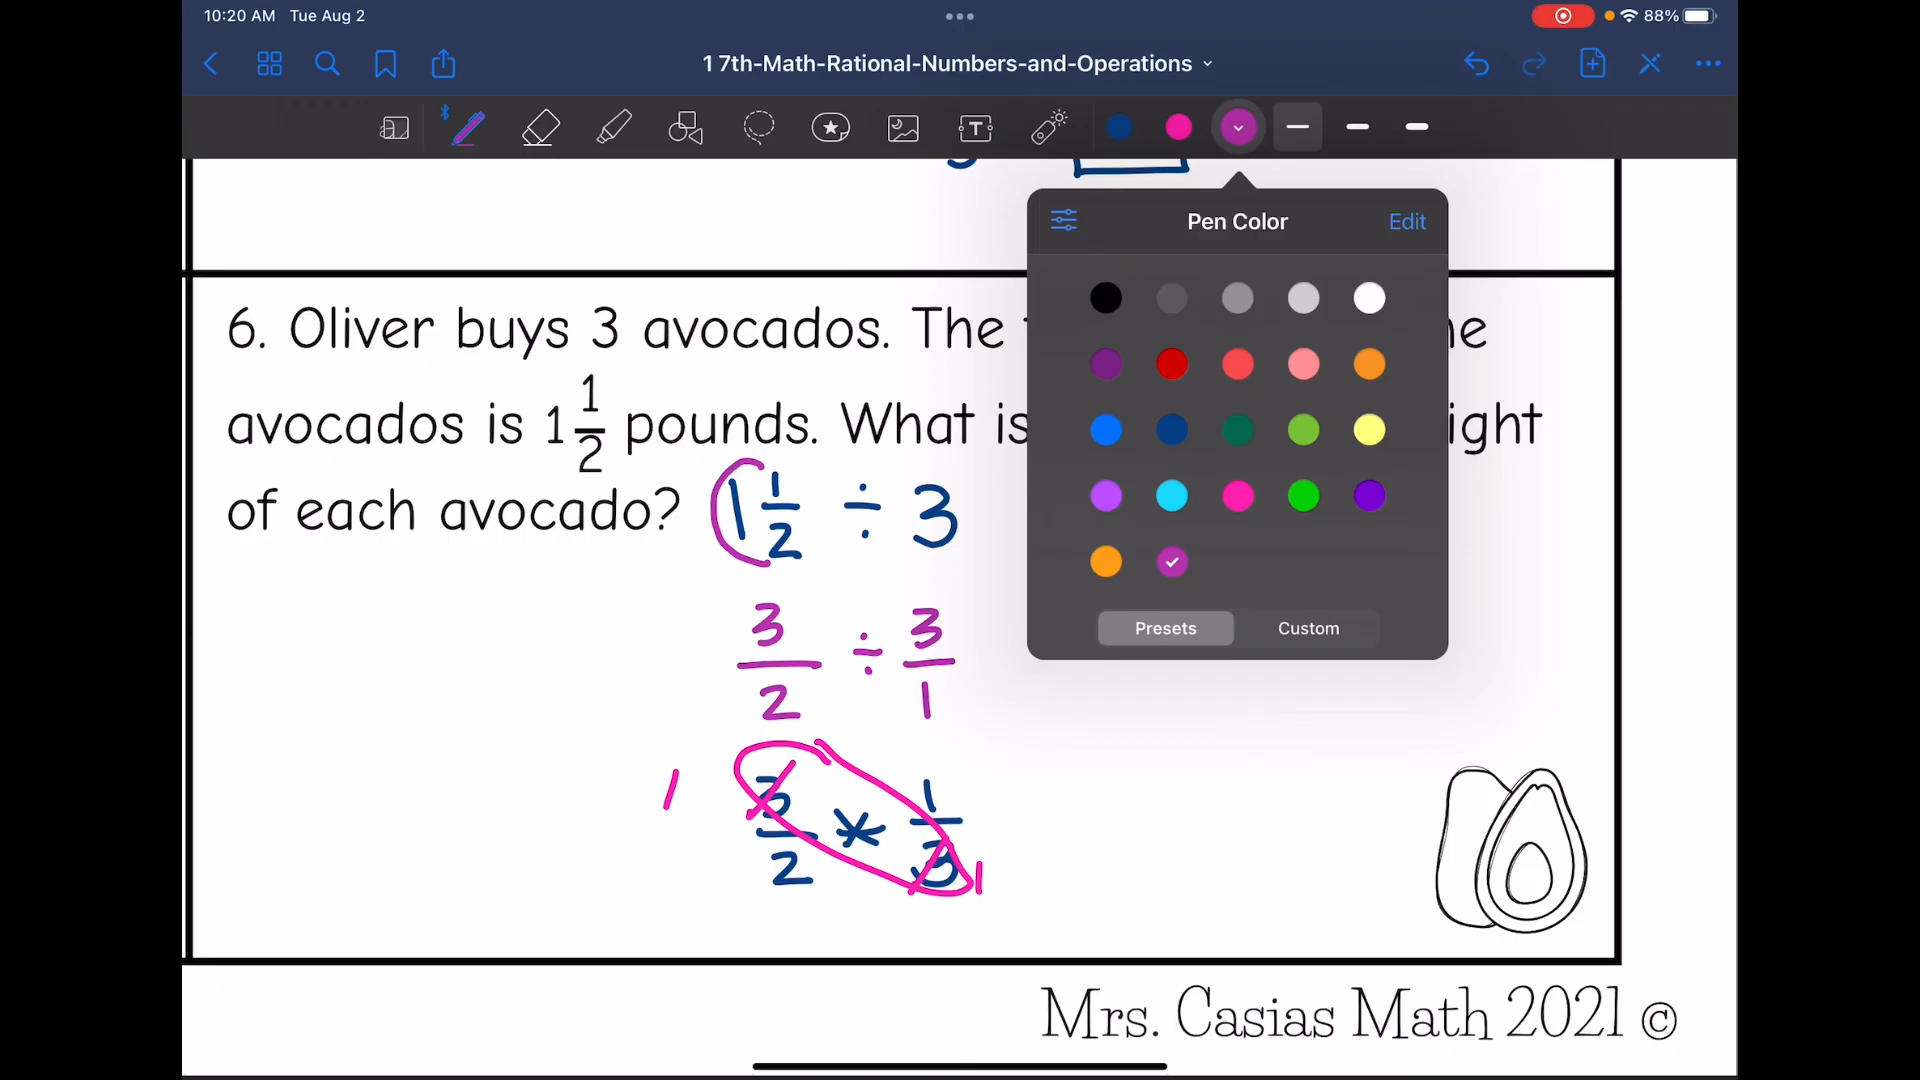 10:20 AM Tue Aug 2
88%
1 7th-Math-Rational-Numbers-and-Operations
T
Pen Color
Edit
Presets
Custom
6. Oliver buys 3 avocados. The
avocados is 1 1/2 pounds. What is
of each avocado?
1 1/2 ÷ 3
3/2 ÷ 3/1
1 3/2 * 1/3 1
Mrs. Casias Math 2021 ©